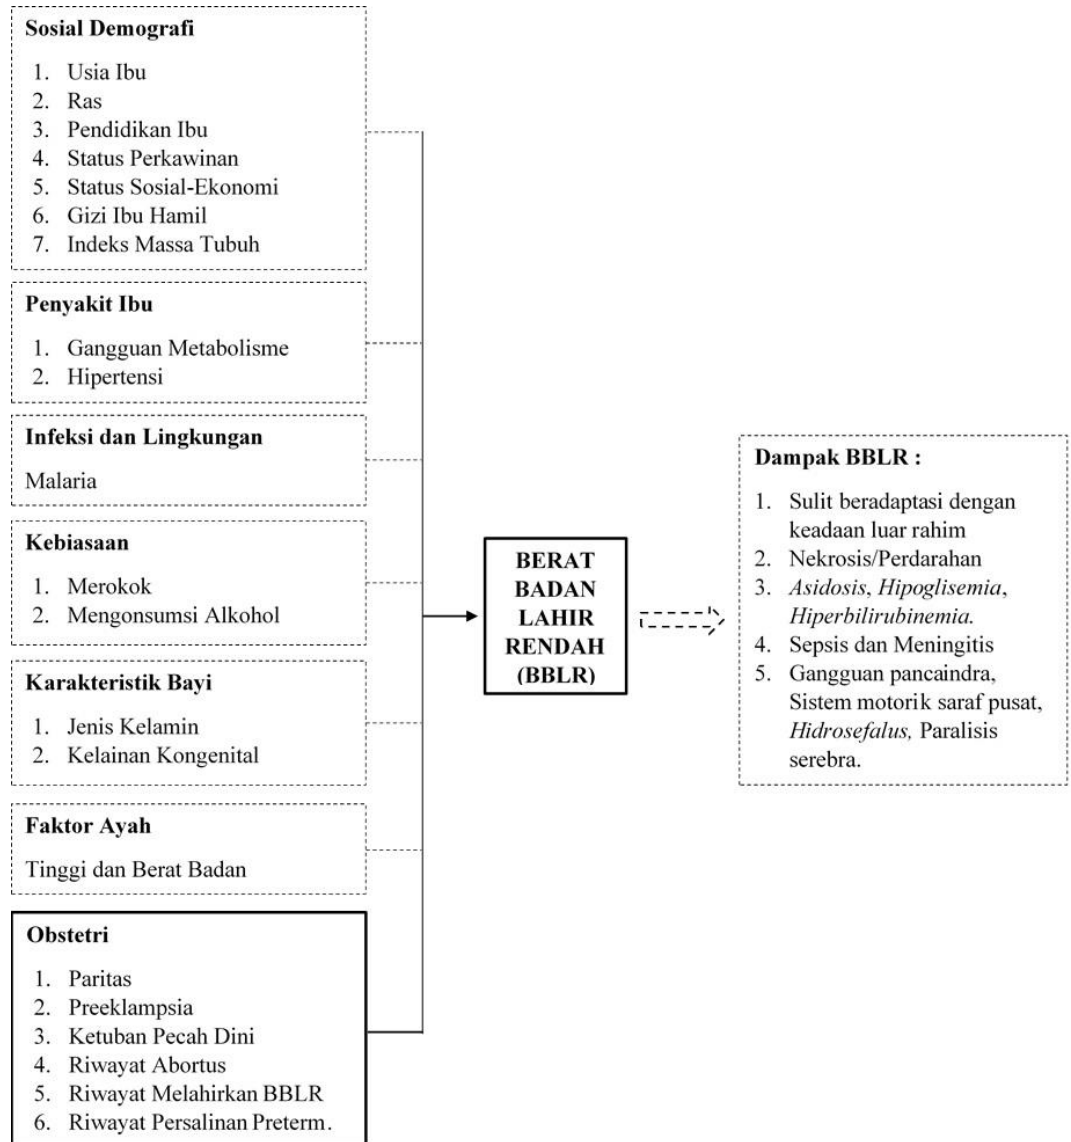 Sosial Demografi
1. Usia Ibu
2. Ras
3. Pendidikan Ibu
4. Status Perkawinan
5. Status Sosial-Ekonomi
6. Gizi Ibu Hamil
7. Indeks Massa Tubuh
Penyakit Ibu
1. Gangguan Metabolisme
2. Hipertensi
Infeksi dan Lingkungan
Malaria
Kebiasaan
1. Merokok
2. Mengonsumsi Alkohol
Karakteristik Bayi
1. Jenis Kelamin
2. Kelainan Kongenital
Faktor Ayah
Tinggi dan Berat Badan
Obstetri
1. Paritas
2. Preeklampsia
3. Ketuban Pecah Dini
4. Riwayat Abortus
5. Riwayat Melahirkan BBLR
6. Riwayat Persalinan Preterm.
BERAT
BADAN
LAHIR
RENDAH
(BBLR)
Dampak BBLR :
1. Sulit beradaptasi dengan
keadaan luar rahim
2. Nekrosis/Perdarahan
3. Asidosis, Hipoglisemia,
Hiperbilirubinemia.
4. Sepsis dan Meningitis
5. Gangguan pancaindra,
Sistem motorik saraf pusat,
Hidrosefalus, Paralisis
serebra.